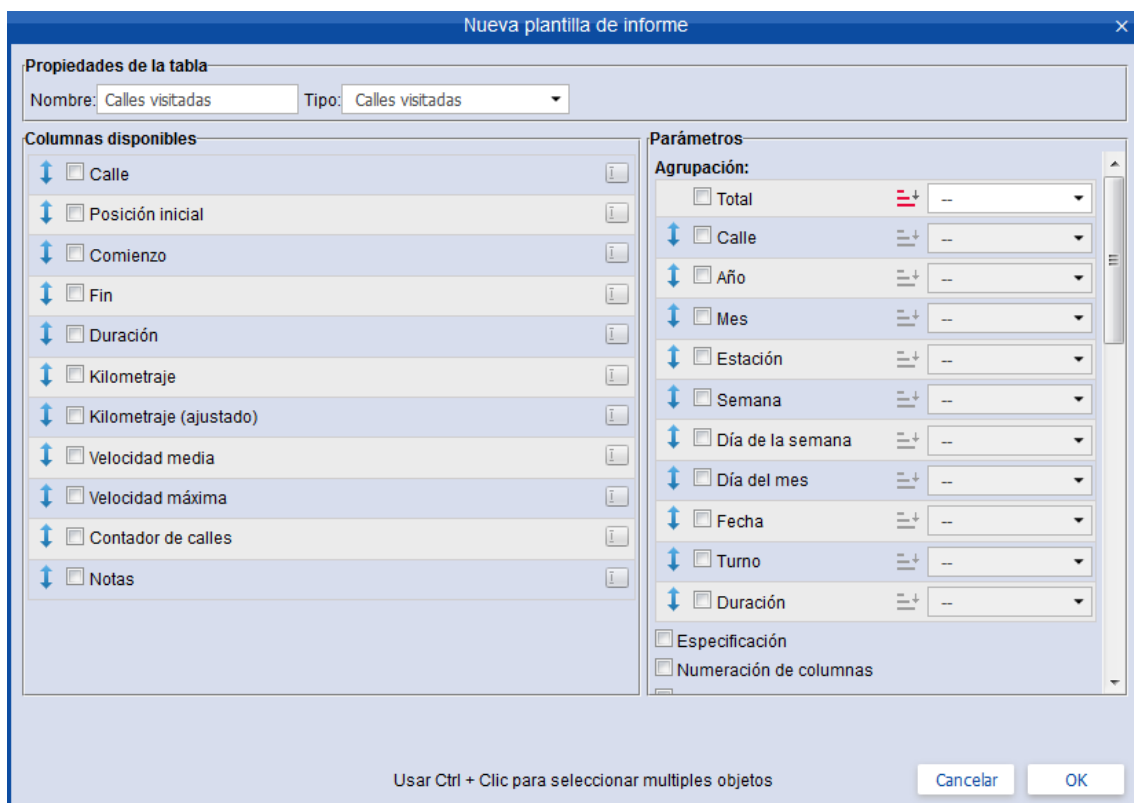 Nueva plantilla de informe
Propiedades de la tabla
Nombre: Calles visitadas Tipo: Calles visitadas
Columnas disponibles
Calle
Posición inicial
Comienzo
Fin
Duración
Kilometraje
Kilometraje (ajustado)
Velocidad media
Velocidad máxima
Contador de calles
Notas
Parámetros
Agrupación:
Total --
Calle --
Año --
Mes --
Estación --
Semana --
Día de la semana --
Día del mes --
Fecha --
Turno --
Duración --
Especificación
Numeración de columnas
Usar Ctrl + Clic para seleccionar multiples objetos
Cancelar OK